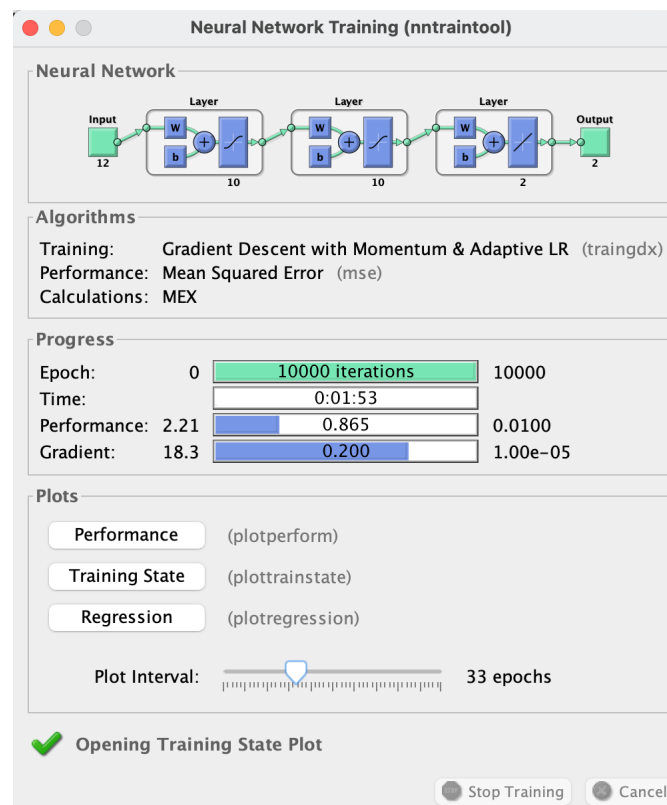 Neural Network Training (nntraintool)
Neural Network
Layer Layer Layer
Input Output
W W W
b b b
12 10 10 2 2
Algorithms
Training: Gradient Descent with Momentum & Adaptive LR (traingdx)
Performance: Mean Squared Error (mse)
Calculations: MEX
Progress
Epoch: 0 10000 iterations 10000
Time: 0:01:53
Performance: 2.21 0.865 0.0100
Gradient: 18.3 0.200 1.00e-05
Plots
Performance (plotperform)
Training State (plottrainstate)
Regression (plotregression)
Plot Interval: 33 epochs
Opening Training State Plot
Stop Training Cancel